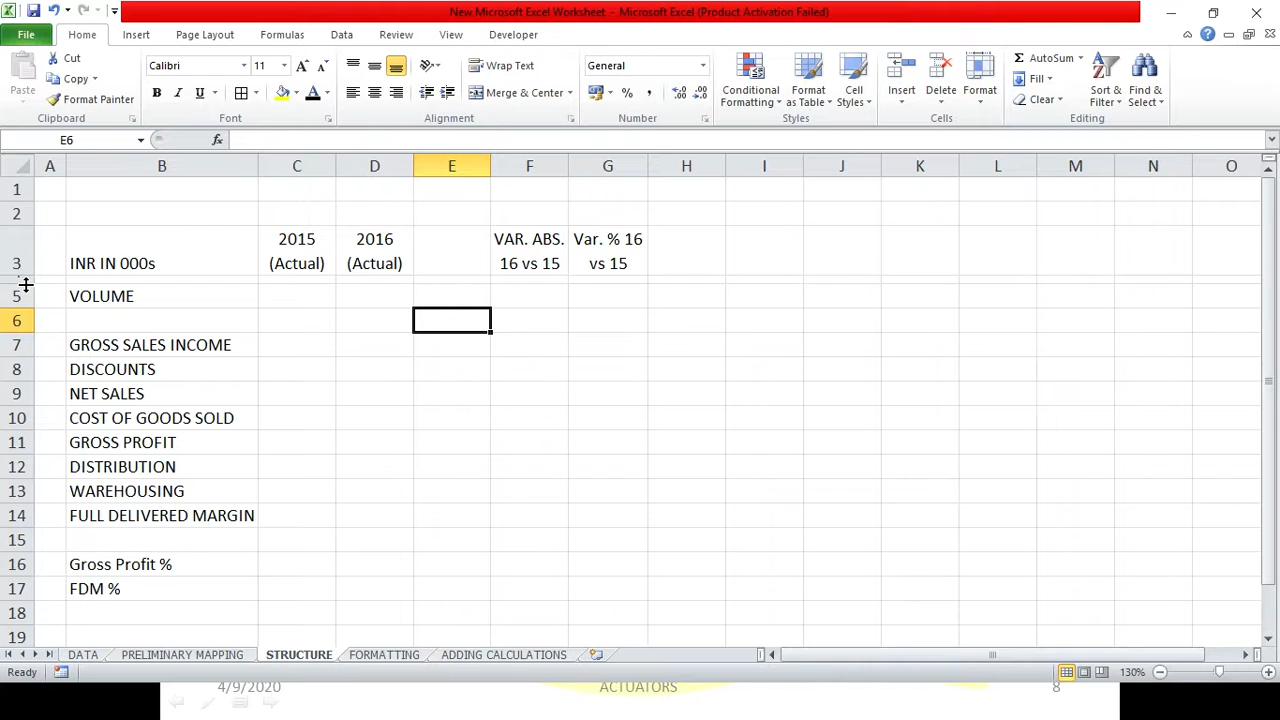 New Microsoft Excel Worksheet - Microsoft Excel (Product Activation Failed)
File Home Insert Page Layout Formulas Data Review View Developer
Cut
Copy
Format Painter
Paste
Clipboard
Calibri 11
B I U A
Font
Wrap Text
Merge & Center
Alignment
General
%
Number
Conditional Formatting
Format as Table
Cell Styles
Styles
Insert
Delete
Format
Cells
AutoSum
Fill
Clear
Sort & Filter
Find & Select
Editing
E6
fx
A B C D E F G H I J K L M N O
1
2
2015 2016 VAR. ABS. Var. % 16
3 INR IN 000s (Actual) (Actual) 16 vs 15 vs 15
5 VOLUME
6
7 GROSS SALES INCOME
8 DISCOUNTS
9 NET SALES
10 COST OF GOODS SOLD
11 GROSS PROFIT
12 DISTRIBUTION
13 WAREHOUSING
14 FULL DELIVERED MARGIN
15
16 Gross Profit %
17 FDM %
18
19
DATA PRELIMINARY MAPPING STRUCTURE FORMATTING ADDING CALCULATIONS
Ready 130%
4/9/2020 ACTUATORS 8